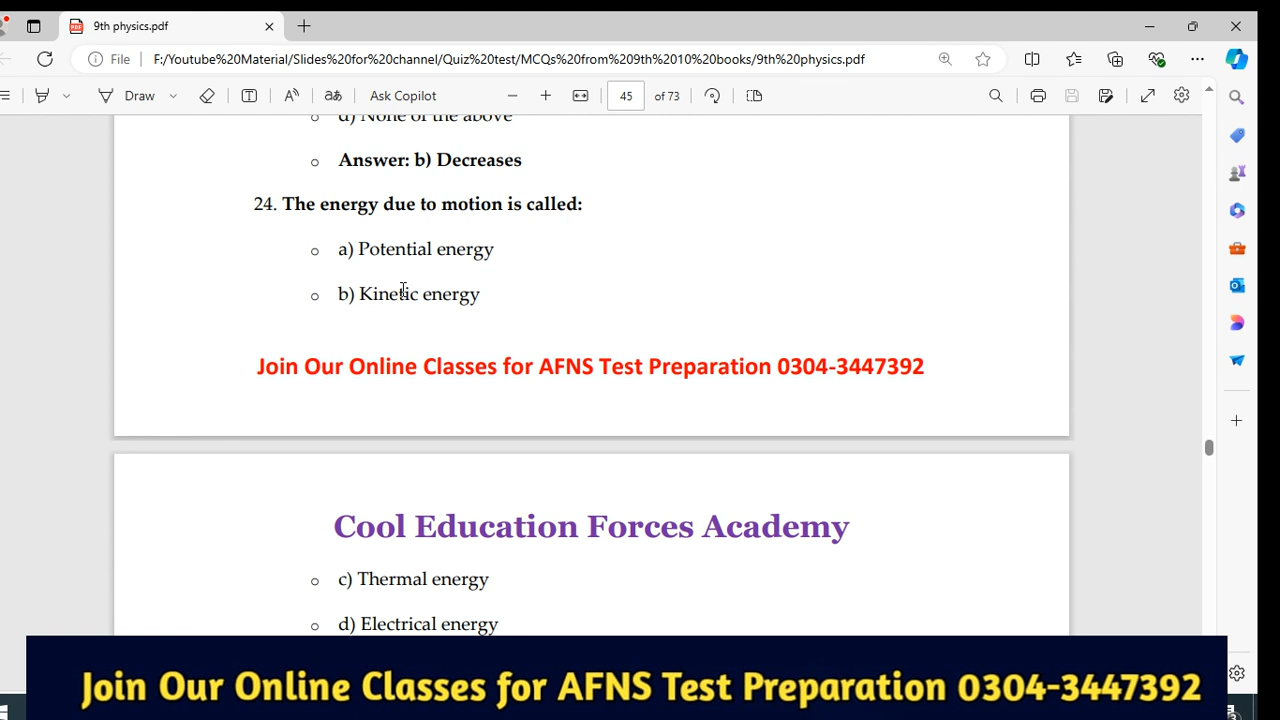 9th physics.pdf
File F:/Youtube%20Material/Slides%20for%20channel/Quiz%20test/MCQs%20from%209th%2010%20books/9th%20physics.pdf
Draw Ask Copilot 45 of 73
d) None of the above
Answer: b) Decreases
24. The energy due to motion is called:
a) Potential energy
b) Kinetic energy
Join Our Online Classes for AFNS Test Preparation 0304-3447392
Cool Education Forces Academy
c) Thermal energy
d) Electrical energy
Join Our Online Classes for AFNS Test Preparation 0304-3447392